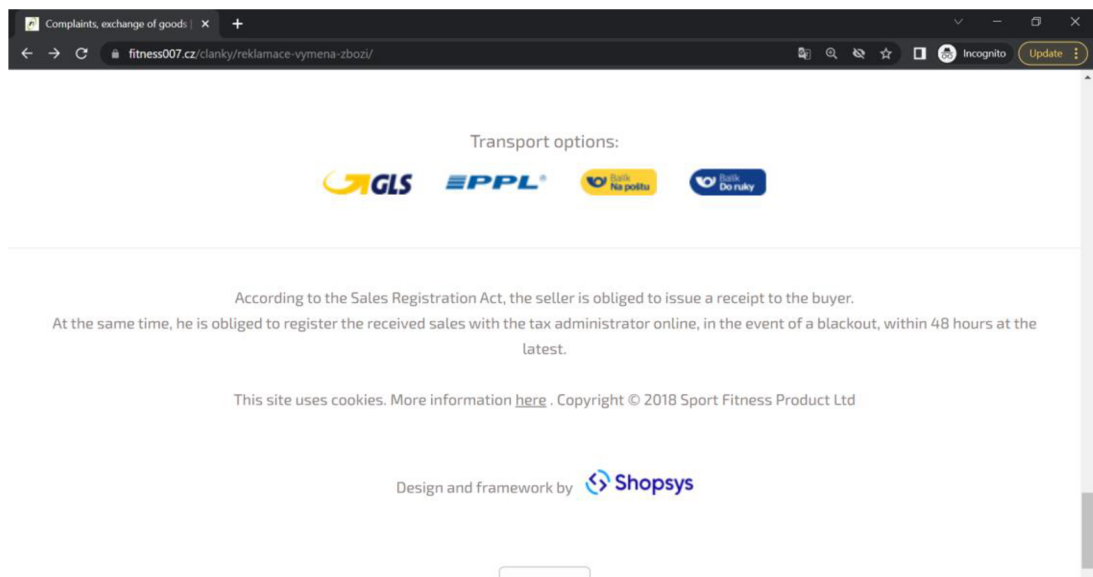 Complaints, exchange of goods |
fitness007.cz/clanky/reklamace-vymena-zbozi/
Incognito
Update
Transport options:
GLS
PPL
Balík Na poštu
Balík Do ruky
According to the Sales Registration Act, the seller is obliged to issue a receipt to the buyer.
At the same time, he is obliged to register the received sales with the tax administrator online, in the event of a blackout, within 48 hours at the
latest.
This site uses cookies. More information here . Copyright © 2018 Sport Fitness Product Ltd
Design and framework by Shopsys